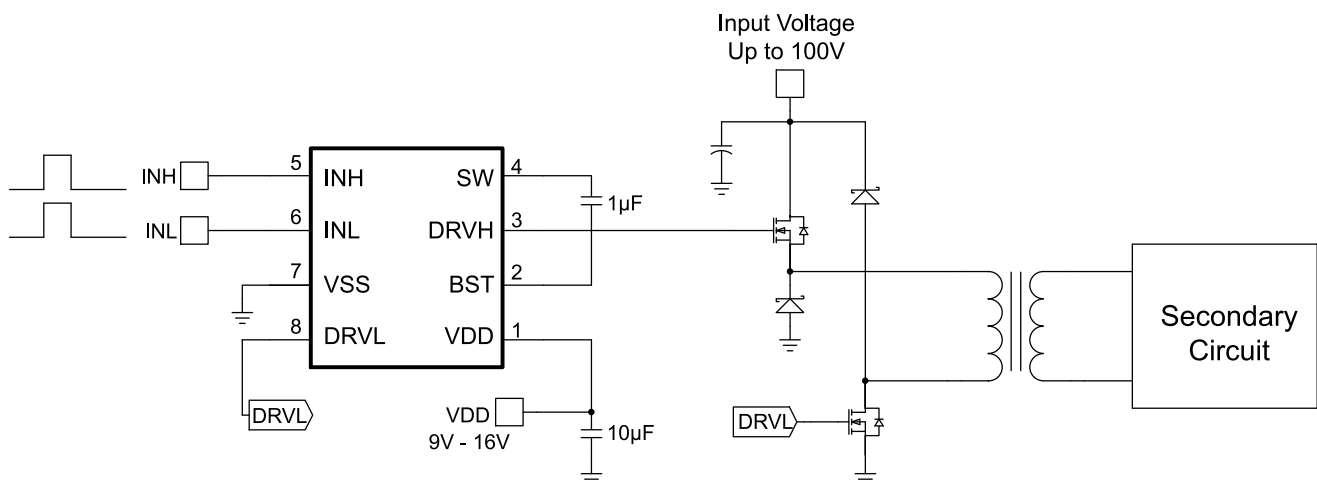 Input Voltage
Up to 100V
INH
5
INH
SW
4
1µF
INL
6
INL
DRVH
3
7
VSS
BST
2
8
DRVL
VDD
1
Secondary
Circuit
DRVL
VDD
9V - 16V
10µF
DRVL